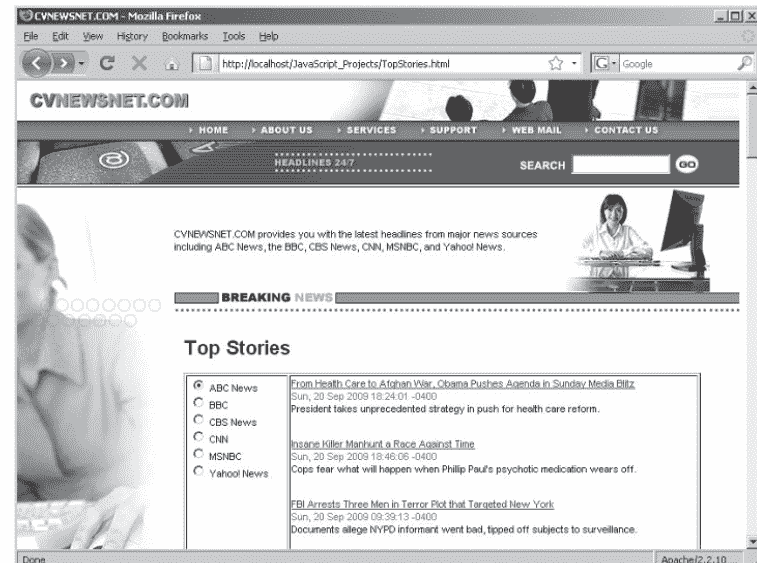 CVNEWSNET.COM - Mozilla Firefox
File Edit View History Bookmarks Tools Help
http://localhost/JavaScript_Projects/TopStories.html
G Google
CVNEWSNET.COM
HOME ABOUT US SERVICES SUPPORT WEB MAIL CONTACT US
@
HEADLINES 24/7
SEARCH GO
CVNEWSNET.COM provides you with the latest headlines from major news sources
including ABC News, the BBC, CBS News, CNN, MSNBC, and Yahoo! News.
BREAKING NEWS
Top Stories
ABC News
BBC
CBS News
CNN
MSNBC
Yahoo! News
From Health Care to Afghan War, Obama Pushes Agenda in Sunday Media Blitz
Sun, 20 Sep 2009 18:24:01 -0400
President takes unprecedented strategy in push for health care reform.
Insane Killer Manhunt a Race Against Time
Sun, 20 Sep 2009 18:46:06 -0400
Cops fear what will happen when Phillip Paul's psychotic medication wears off.
FBI Arrests Three Men in Terror Plot that Targeted New York
Sun, 20 Sep 2009 09:39:13 -0400
Documents allege NYPD informant went bad, tipped off subjects to surveillance.
Done
Apache/2.2.10